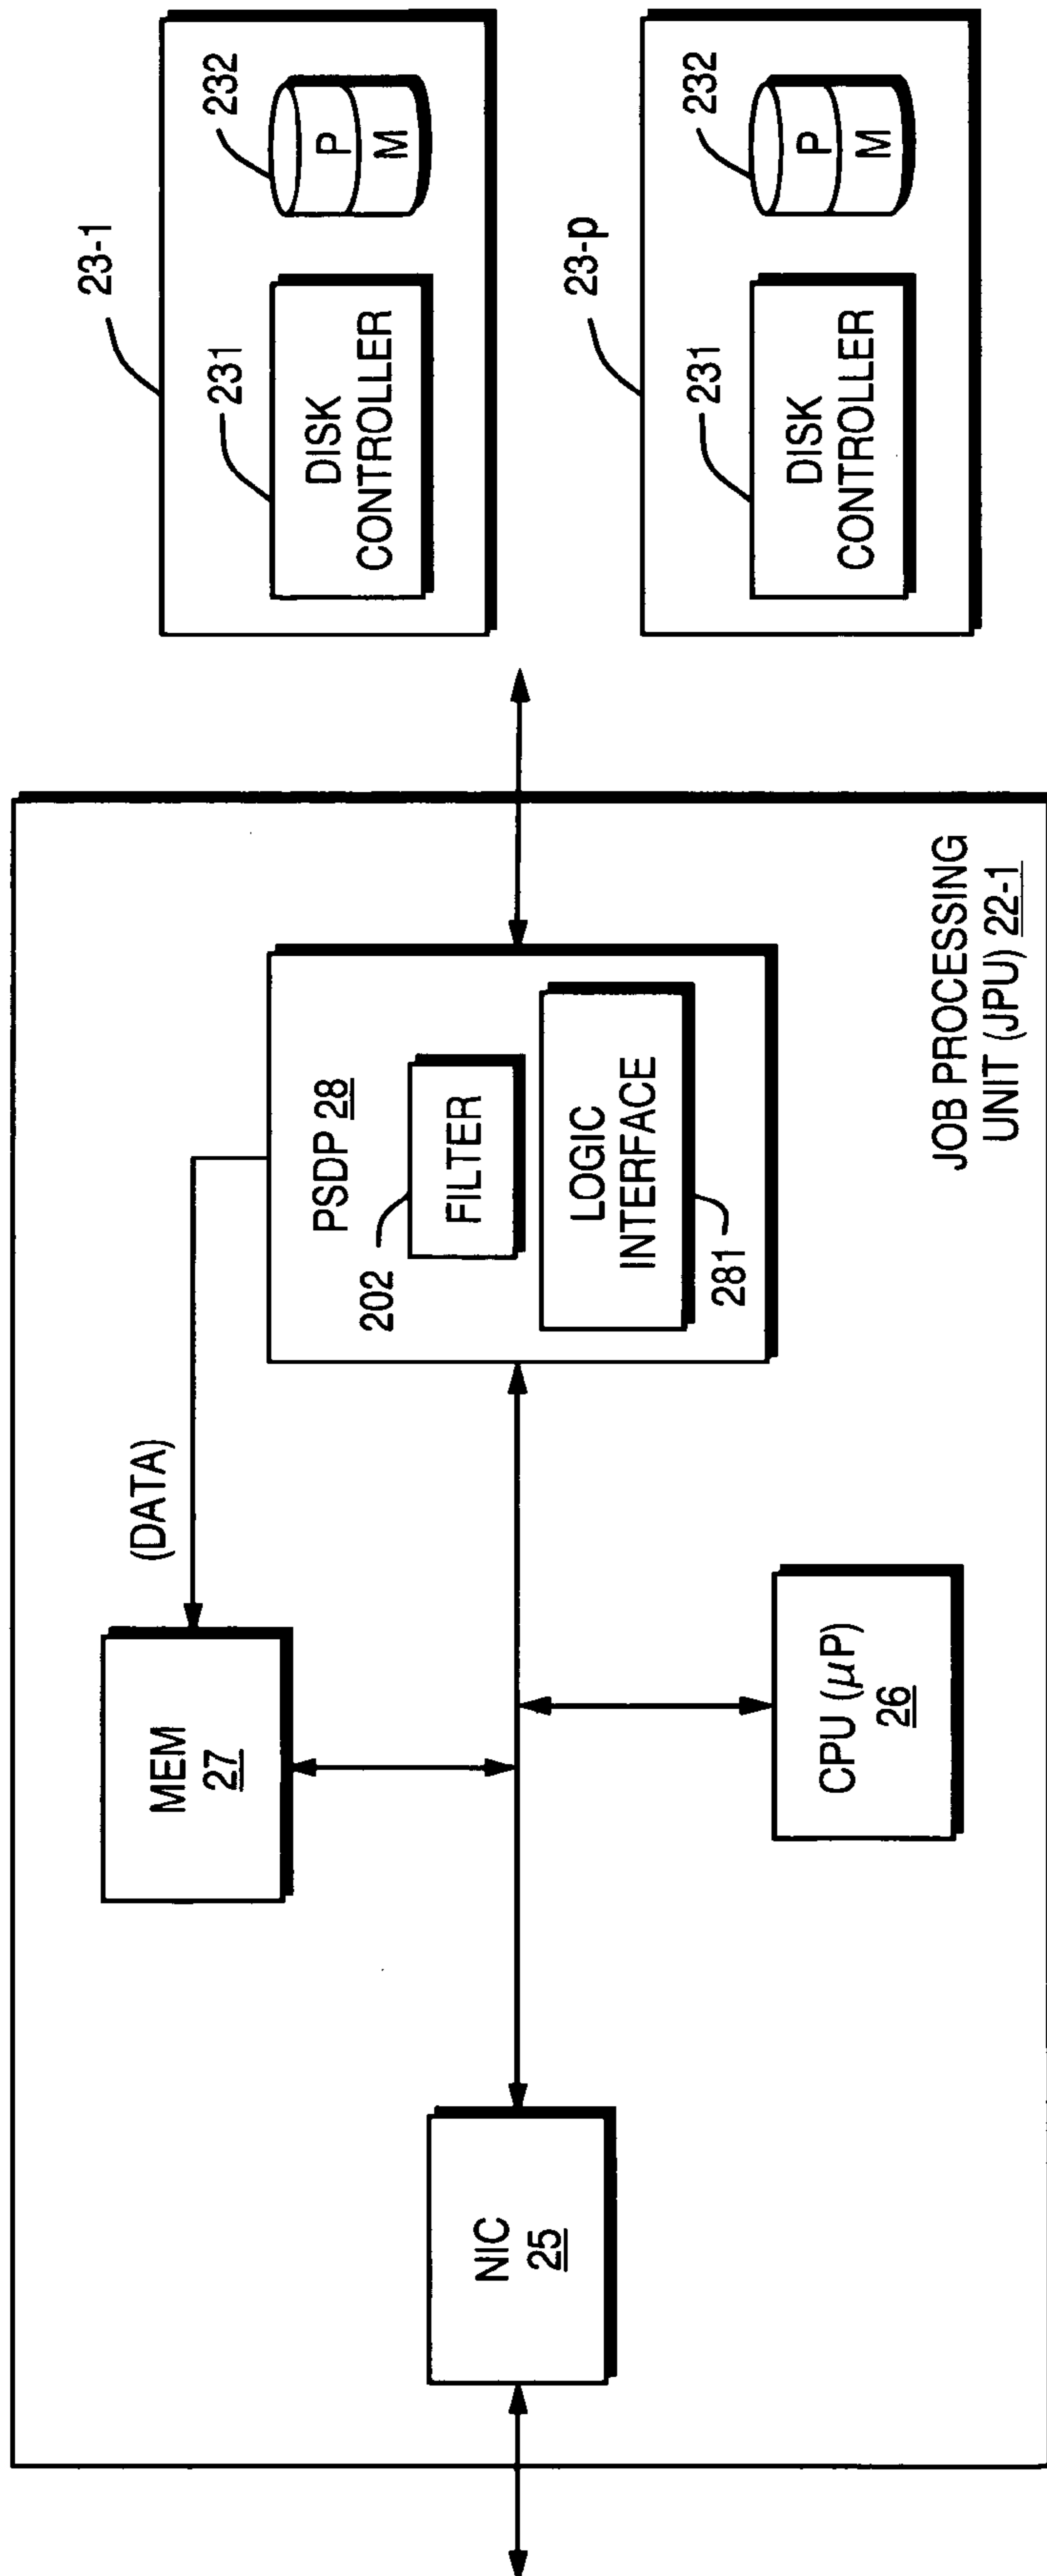 NIC
25
MEM
27
(DATA)
CPU (μP)
26
PSDP 28
202
FILTER
LOGIC
INTERFACE
281
JOB PROCESSING
UNIT (JPU) 22-1
23-1
231
DISK
CONTROLLER
232
P
M
23-p
231
DISK
CONTROLLER
232
P
M